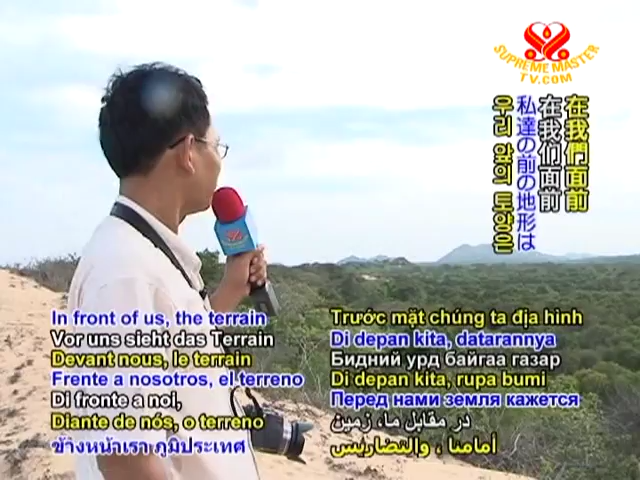 SUPREME MASTER
TV.COM
在我們面前
在我们面前
私達の前の地形は
우리 앞의 토양은
In front of us, the terrain
Vor uns sieht das Terrain
Devant nous, le terrain
Frente a nosotros, el terreno
Di fronte a noi,
Diante de nós, o terreno
ข้างหน้าเรา ภูมิประเทศ
Trước mặt chúng ta địa hình
Di depan kita, datarannya
Бидний урд байгаа газар
Di depan kita, rupa bumi
Перед нами земля кажется
در مقابل ما، زمین
أمامنا ، والتضاريس